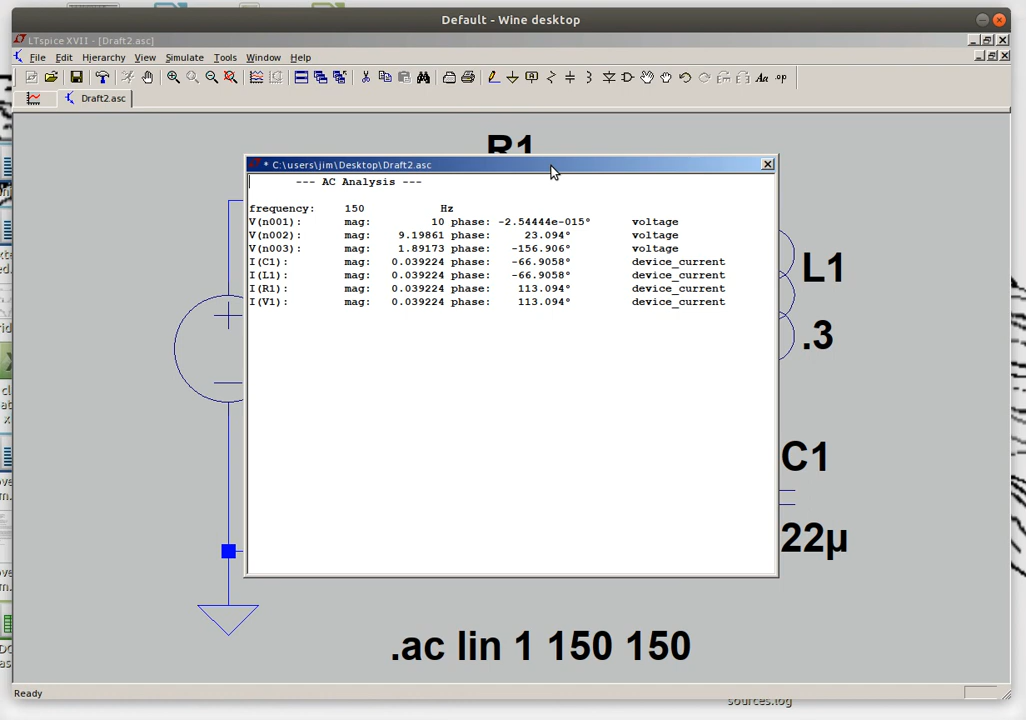 Default - Wine desktop
LTspice XVII - [Draft2.asc]
File Edit Hierarchy View Simulate Tools Window Help
Aa .op
Draft2.asc
R1
* C:\users\jim\Desktop\Draft2.asc
--- AC Analysis ---
frequency: 150 Hz
V(n001): mag: 10 phase: -2.54444e-015° voltage
V(n002): mag: 9.19861 phase: 23.094° voltage
V(n003): mag: 1.89173 phase: -156.906° voltage
I(C1): mag: 0.039224 phase: -66.9058° device_current
I(L1): mag: 0.039224 phase: -66.9058° device_current
I(R1): mag: 0.039224 phase: 113.094° device_current
I(V1): mag: 0.039224 phase: 113.094° device_current
L1
.3
C1
22µ
.ac lin 1 150 150
Ready
sources.log